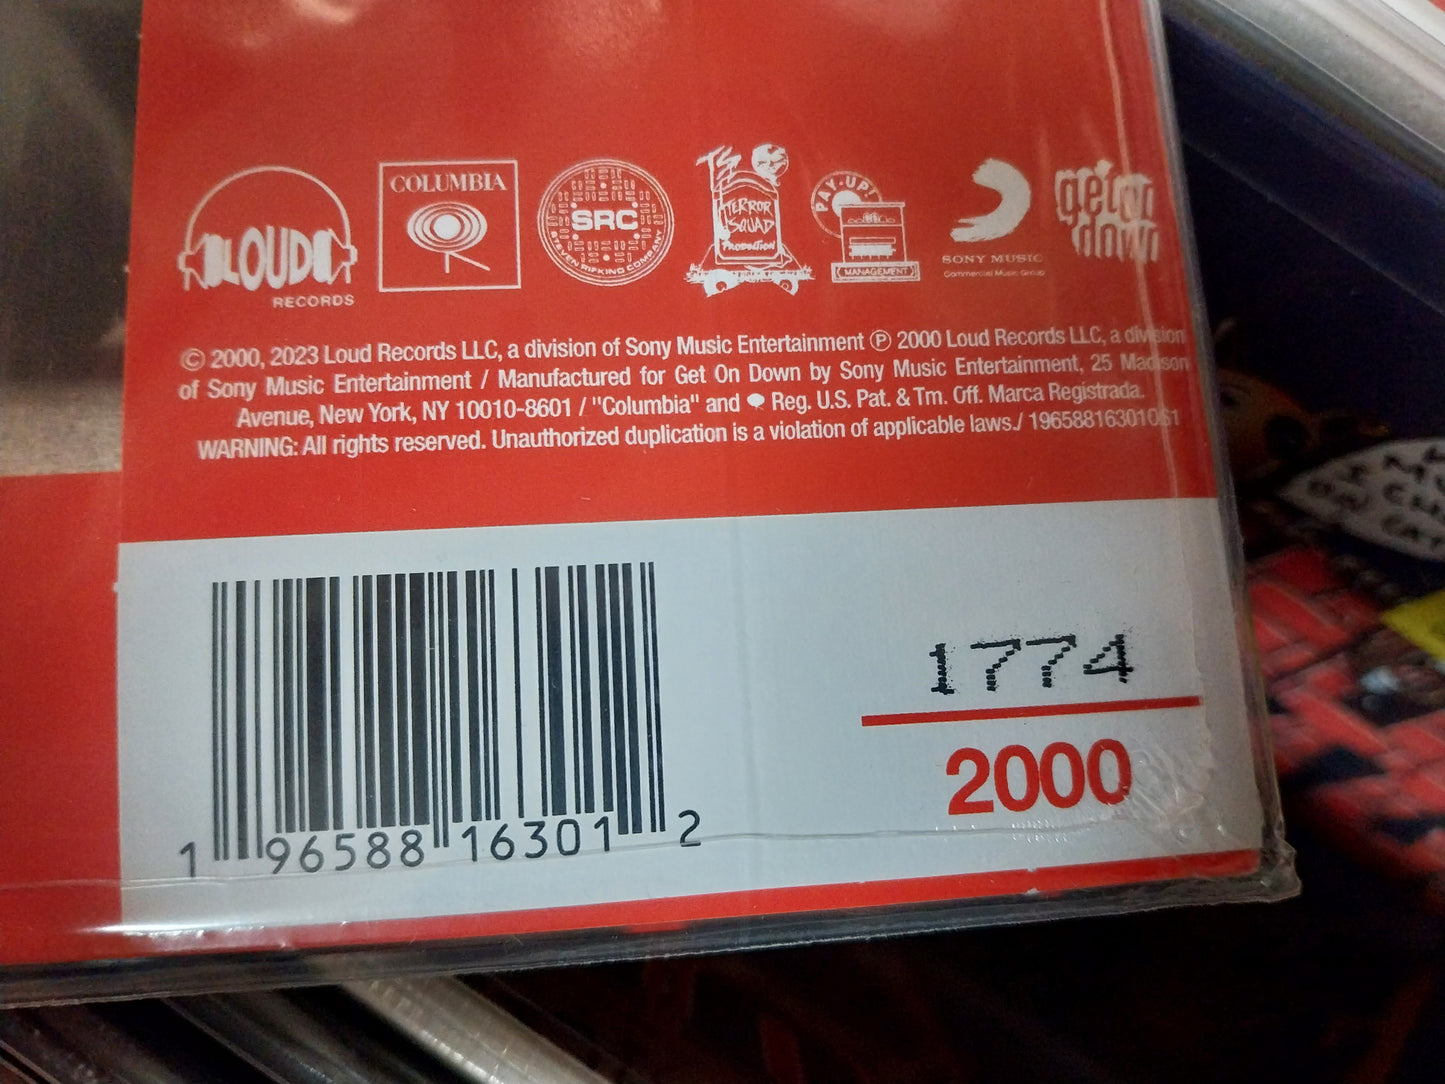 LOUD
RECORDS
COLUMBIA
SRC
STEVEN RIFKIND COMPANY
TS
TERROR
SQUAD
PRODUCTION
PAY-UP!
MANAGEMENT
SONY MUSIC
Commercial Music Group
get on
down
© 2000, 2023 Loud Records LLC, a division of Sony Music Entertainment ℗ 2000 Loud Records LLC, a division
of Sony Music Entertainment / Manufactured for Get On Down by Sony Music Entertainment, 25 Madison
Avenue, New York, NY 10010-8601 / "Columbia" and Reg. U.S. Pat. & Tm. Off. Marca Registrada.
WARNING: All rights reserved. Unauthorized duplication is a violation of applicable laws./ 19658816301 0S1
1 96588 16301 2
1774
2000
I
CAT